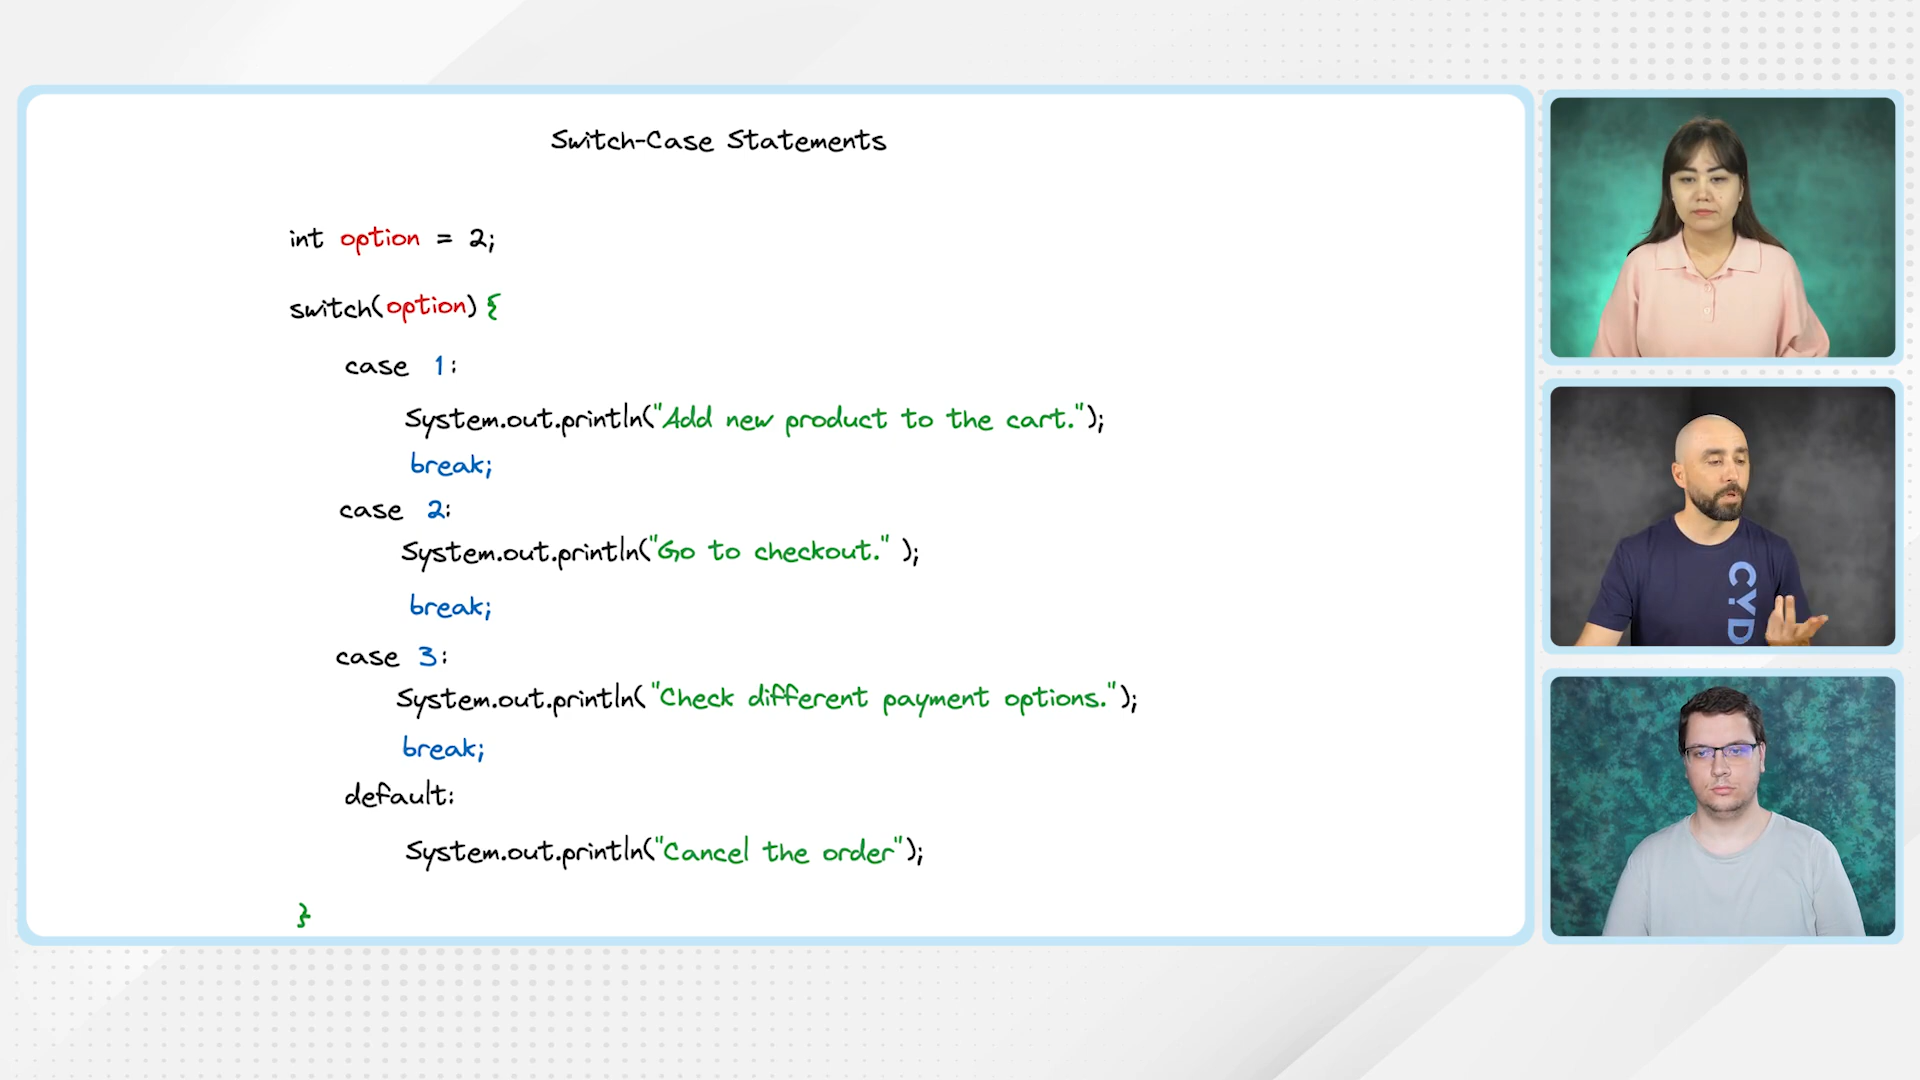 Switch-Case Statements
int option = 2;
switch(option) {
case 1:
System.out.println("Add new product to the cart.");
break;
case 2:
System.out.println("Go to checkout." );
break;
case 3:
System.out.println("Check different payment options.");
break;
default:
System.out.println("Cancel the order");
}
CYD